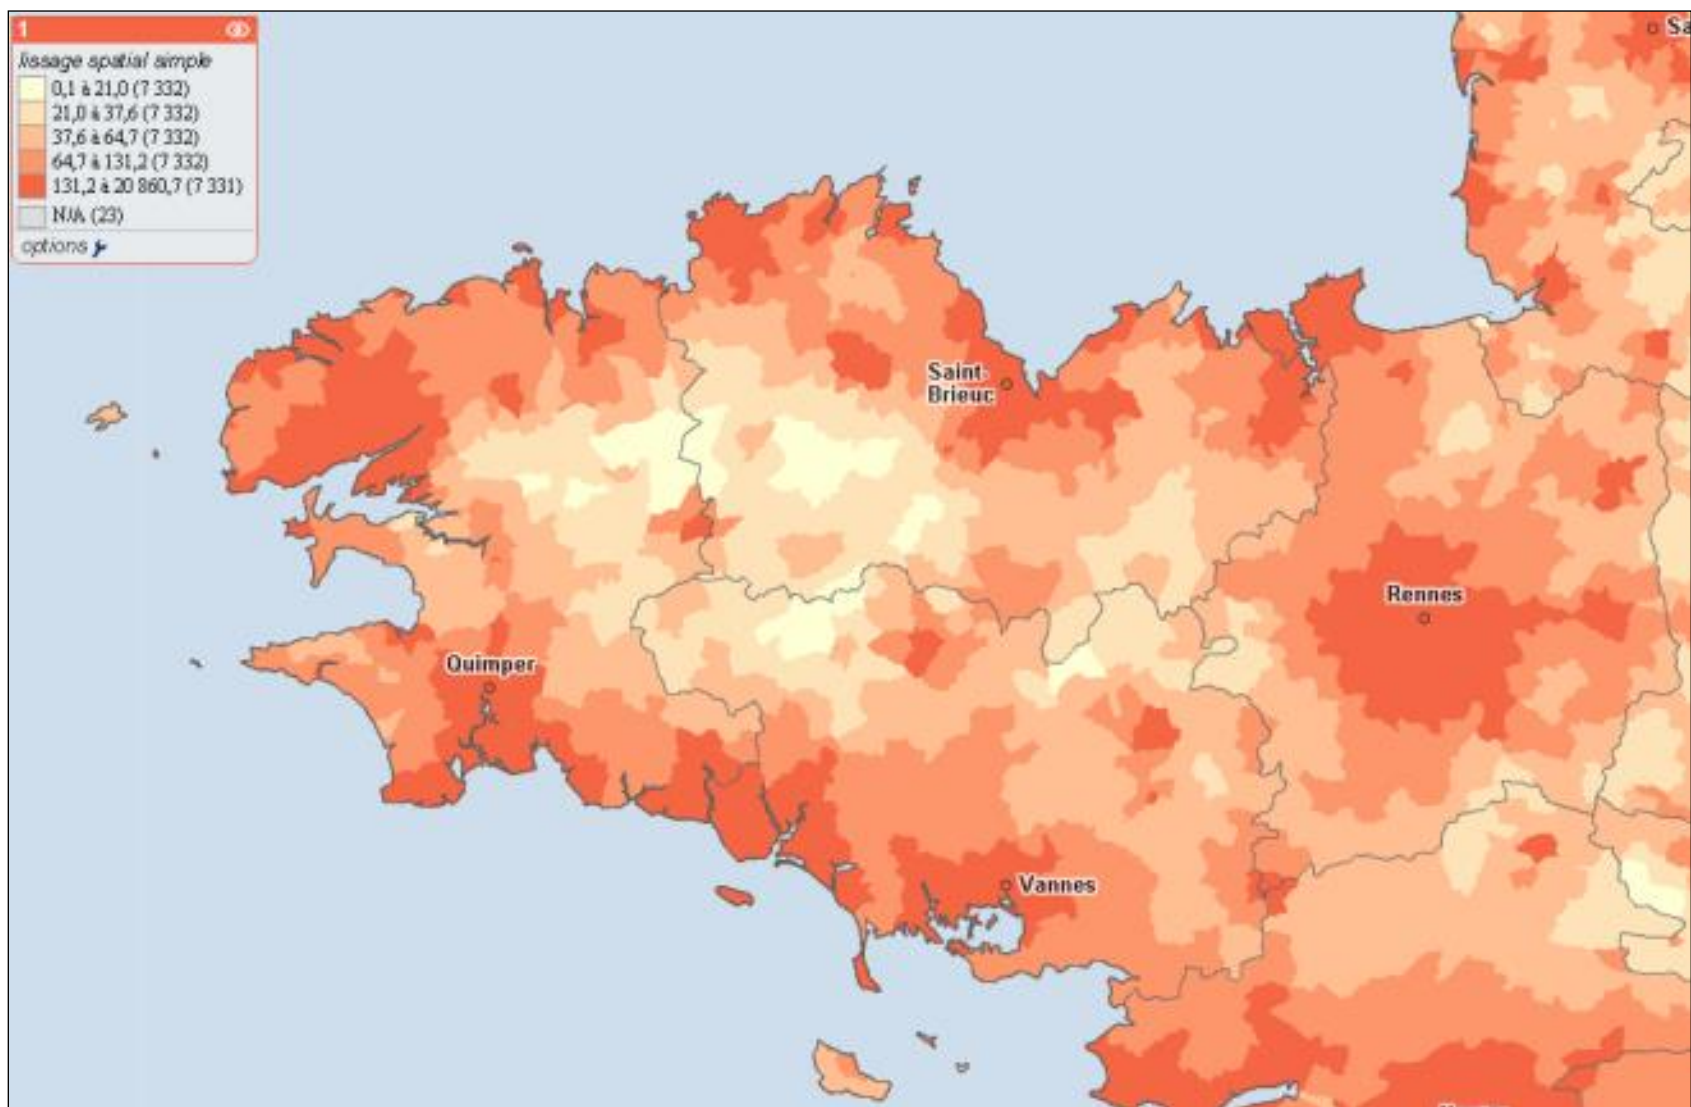 1
lissage spatial simple
0,1 à 21,0 (7 332)
21,0 à 37,6 (7 332)
37,6 à 64,7 (7 332)
64,7 à 131,2 (7 332)
131,2 à 20 860,7 (7 331)
N/A (23)
options
Sa
Saint-
Brieuc
Rennes
Quimper
Vannes